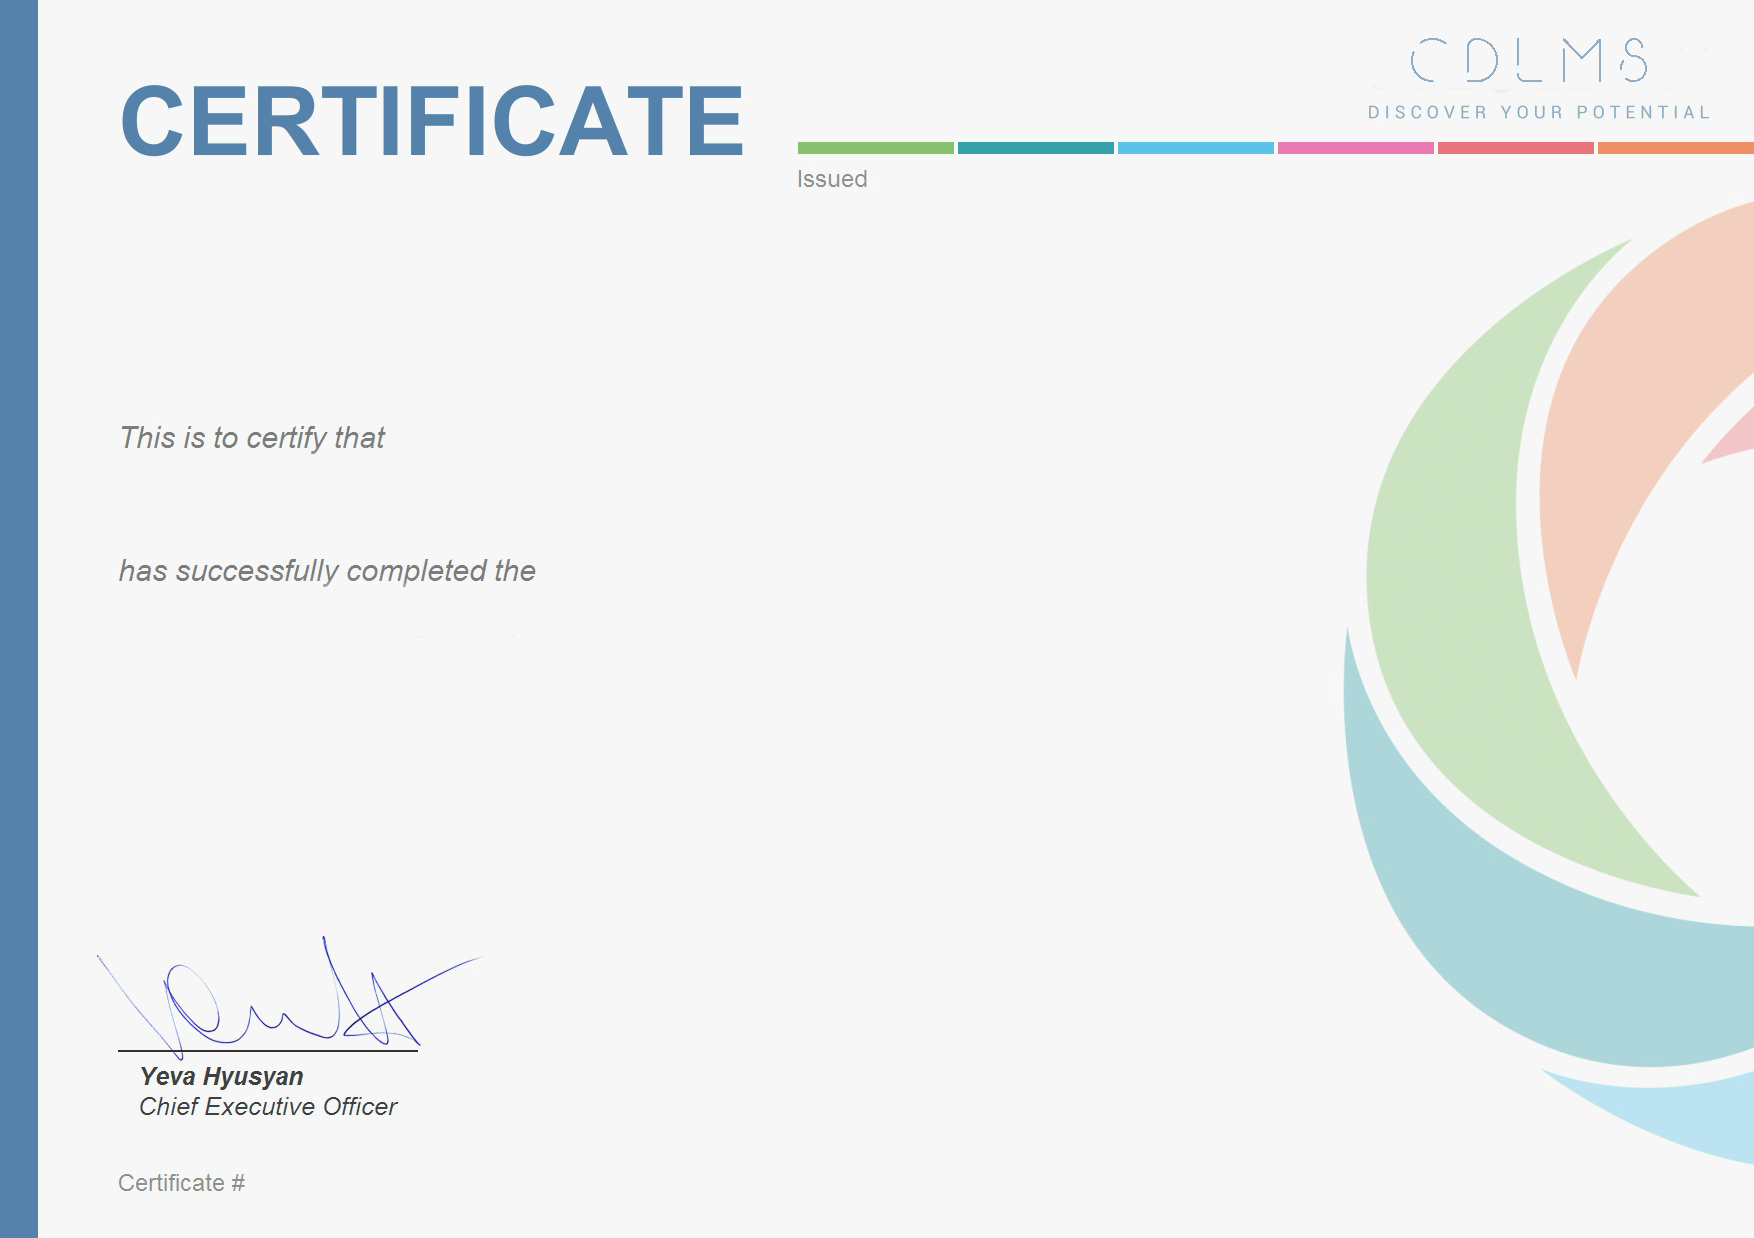 CDLMS
DISCOVER YOUR POTENTIAL
CERTIFICATE
Issued
This is to certify that
has successfully completed the
Yeva Hyusyan
Chief Executive Officer
Certificate #